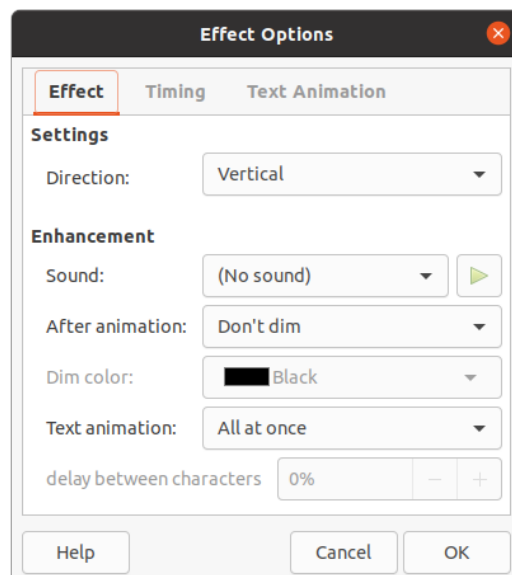 Effect Options
Effect Timing Text Animation
Settings
Direction: Vertical
Enhancement
Sound: (No sound)
After animation: Don't dim
Dim color: Black
Text animation: All at once
delay between characters 0% − +
Help Cancel OK